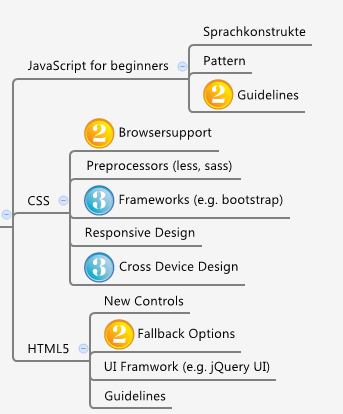 Sprachkonstrukte
JavaScript for beginners
Pattern
2 Guidelines
2 Browsersupport
Preprocessors (less, sass)
CSS
3 Frameworks (e.g. bootstrap)
Responsive Design
3 Cross Device Design
New Controls
2 Fallback Options
HTML5
UI Framwork (e.g. jQuery UI)
Guidelines